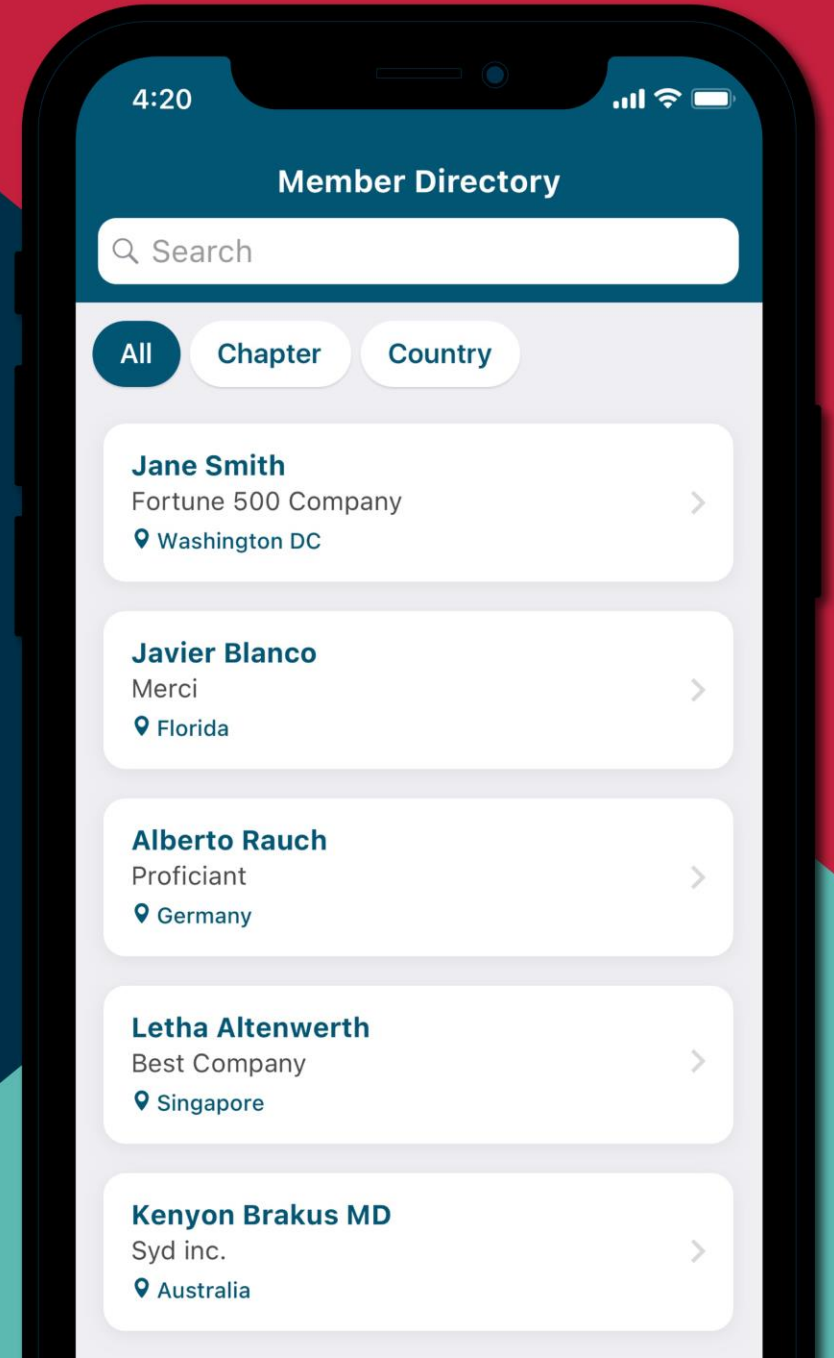 4:20
Member Directory
Search
All Chapter Country
Jane Smith
Fortune 500 Company
Washington DC
Javier Blanco
Merci
Florida
Alberto Rauch
Proficiant
Germany
Letha Altenwerth
Best Company
Singapore
Kenyon Brakus MD
Syd inc.
Australia